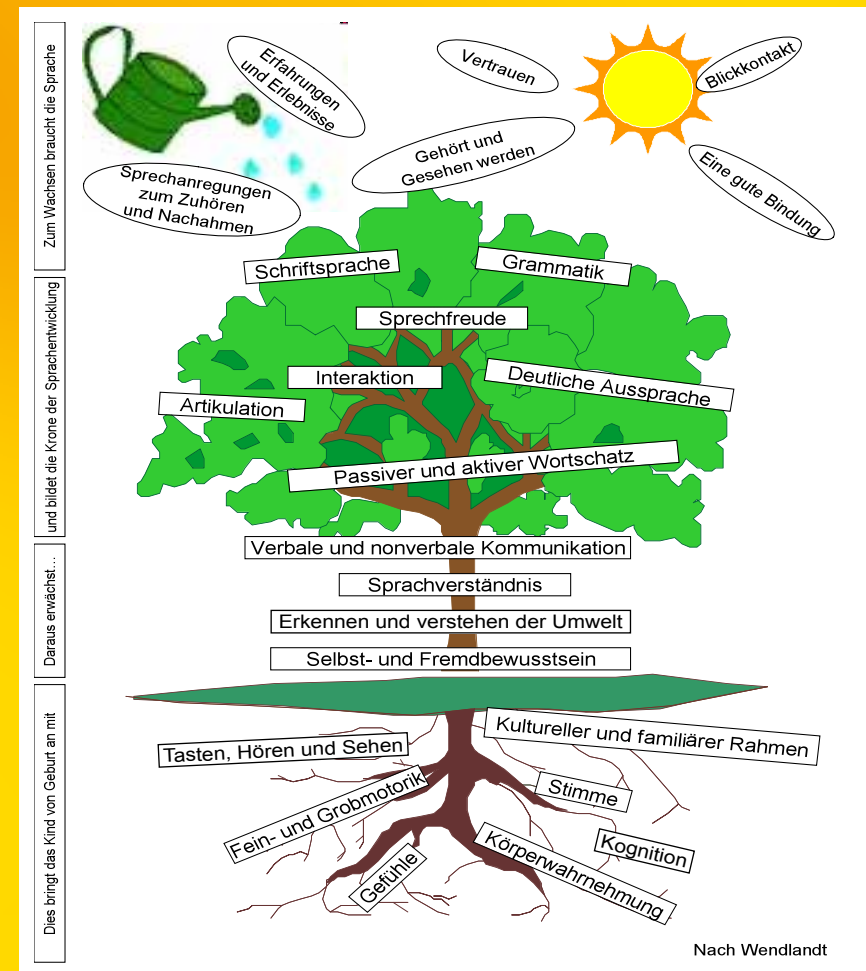 Zum Wachsen braucht die Sprache
Erfahrungen
und Erlebnisse
Vertrauen
Blickkontakt
Gehört und
Gesehen werden
Sprechanregungen
zum Zuhören
und Nachahmen
Eine gute Bindung
und bildet die Krone der Sprachentwicklung
Schriftsprache
Grammatik
Sprechfreude
Interaktion
Deutliche Aussprache
Artikulation
Passiver und aktiver Wortschatz
Daraus erwächst...
Verbale und nonverbale Kommunikation
Sprachverständnis
Erkennen und verstehen der Umwelt
Selbst- und Fremdbewusstsein
Dies bringt das Kind von Geburt an mit
Tasten, Hören und Sehen
Kultureller und familiärer Rahmen
Fein- und Grobmotorik
Stimme
Gefühle
Körperwahrnehmung
Kognition
Nach Wendlandt